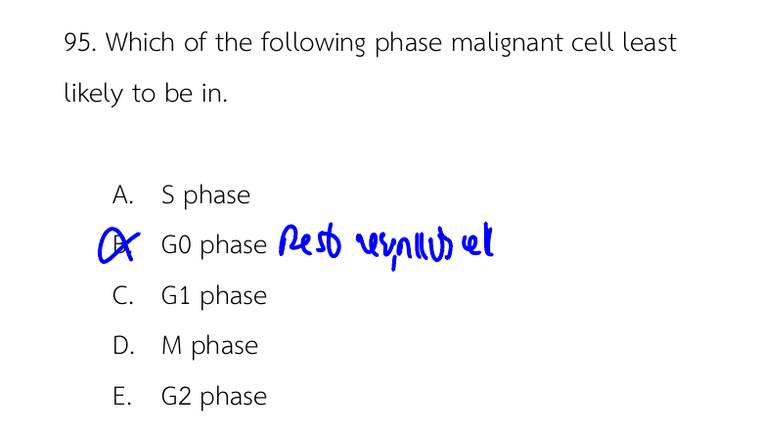 95. Which of the following phase malignant cell least
likely to be in.
A. S phase
B. G0 phase Rest
C. G1 phase
D. M phase
E. G2 phase